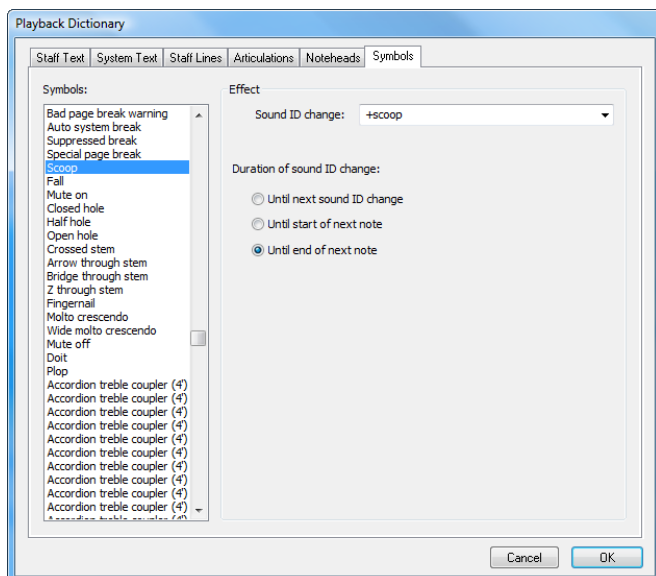 Playback Dictionary
Staff Text System Text Staff Lines Articulations Noteheads Symbols
Symbols:
Bad page break warning
Auto system break
Suppressed break
Special page break
Scoop
Fall
Mute on
Closed hole
Half hole
Open hole
Crossed stem
Arrow through stem
Bridge through stem
Z through stem
Fingernail
Molto crescendo
Wide molto crescendo
Mute off
Doit
Plop
Accordion treble coupler (4')
Accordion treble coupler (4')
Accordion treble coupler (4')
Accordion treble coupler (4')
Accordion treble coupler (4')
Accordion treble coupler (4')
Accordion treble coupler (4')
Accordion treble coupler (4')
Accordion treble coupler (4')
Accordion treble coupler (4')
Effect
Sound ID change: +scoop
Duration of sound ID change:
Until next sound ID change
Until start of next note
Until end of next note
Cancel OK